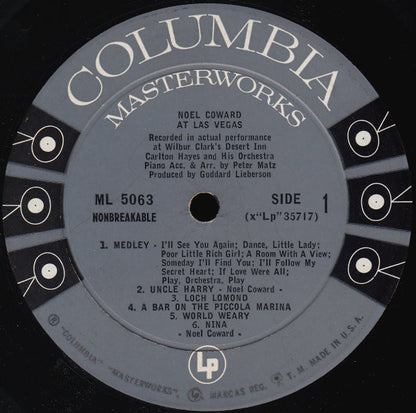 COLUMBIA
MASTERWORKS
NOEL COWARD
AT LAS VEGAS
Recorded in actual performance
at Wilbur Clark's Desert Inn
Carlton Hayes and His Orchestra
Piano Acc. & Arr. by Peter Matz
Produced by Goddard Lieberson
ML 5063
NONBREAKABLE
SIDE 1
(x"Lp"35717)
1. MEDLEY - I'll See You Again; Dance, Little Lady;
Poor Little Rich Girl; A Room With A View;
Someday I'll Find You; I'll Follow My
Secret Heart; If Love Were All;
Play, Orchestra, Play
2. UNCLE HARRY - Noel Coward -
3. LOCH LOMOND
4. A BAR ON THE PICCOLA MARINA
5. WORLD WEARY
6. NINA
- Noel Coward -
LP
® "COLUMBIA" "MASTERWORKS," MARCAS REG. T. M. MADE IN U.S.A.